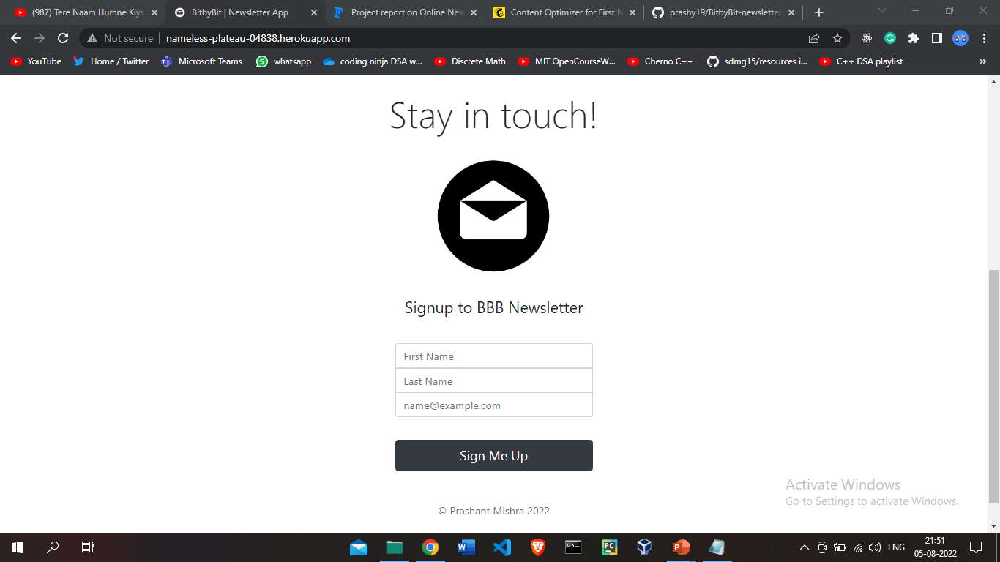 (987) Tere Naam Humne Kiya
BitbyBit | Newsletter App
Project report on Online New
Content Optimizer for First N
prashy19/BitbyBit-newsletter
Not secure
nameless-plateau-04838.herokuapp.com
YouTube
Home / Twitter
Microsoft Teams
whatsapp
coding ninja DSA w...
Discrete Math
MIT OpenCourseW...
Cherno C++
sdmg15/resources i...
C++ DSA playlist
»
Stay in touch!
Signup to BBB Newsletter
First Name
Last Name
name@example.com
Sign Me Up
© Prashant Mishra 2022
Activate Windows
Go to Settings to activate Windows.
ENG
21:51
05-08-2022